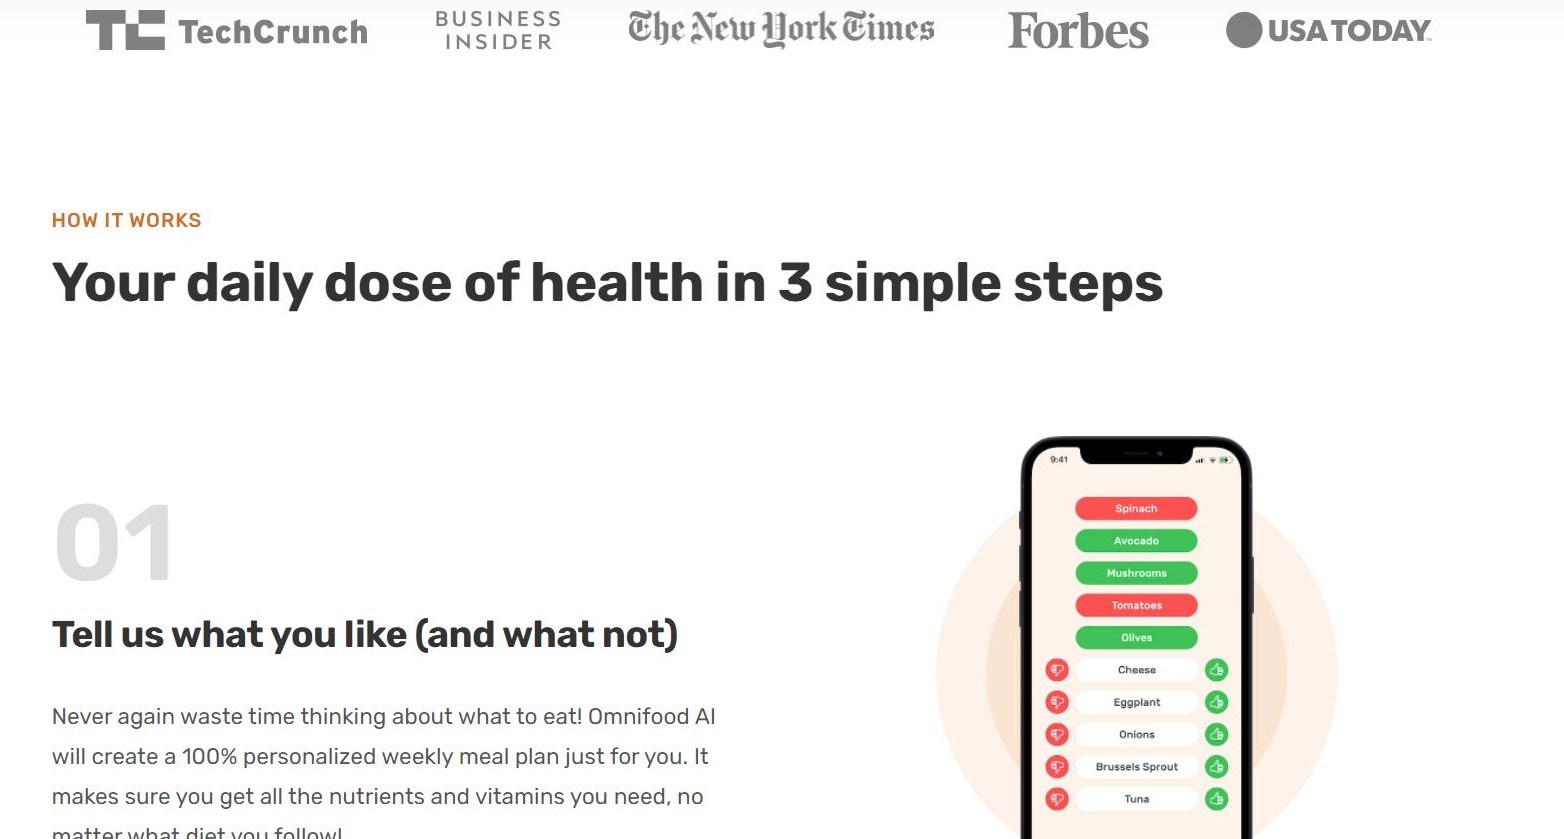 TC TechCrunch
BUSINESS
INSIDER
The New York Times
Forbes
USA TODAY
HOW IT WORKS
Your daily dose of health in 3 simple steps
01
Tell us what you like (and what not)
Never again waste time thinking about what to eat! Omnifood AI
will create a 100% personalized weekly meal plan just for you. It
makes sure you get all the nutrients and vitamins you need, no
matter what diet you follow!
9:41
Spinach
Avocado
Mushrooms
Tomatoes
Olives
Cheese
Eggplant
Onions
Brussels Sprout
Tuna